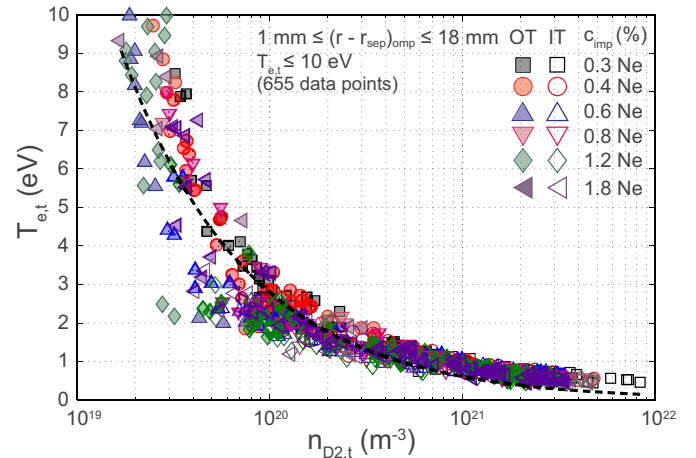 1 mm ≤ (r - r_sep)_omp ≤ 18 mm OT IT c_imp (%)
T_e,t ≤ 10 eV
(655 data points)
0.3 Ne
0.4 Ne
0.6 Ne
0.8 Ne
1.2 Ne
1.8 Ne
T_e,t (eV)
10
9
8
7
6
5
4
3
2
1
0
10^19 10^20 10^21 10^22
n_D2,t (m^-3)